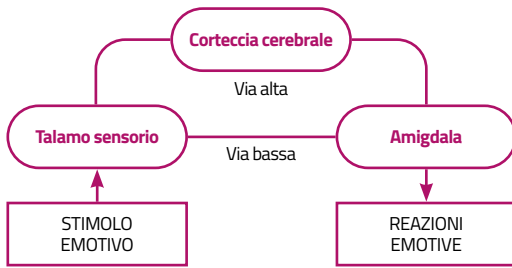 Corteccia cerebrale
Via alta
Talamo sensorio
Amigdala
Via bassa
STIMOLO
EMOTIVO
REAZIONI
EMOTIVE